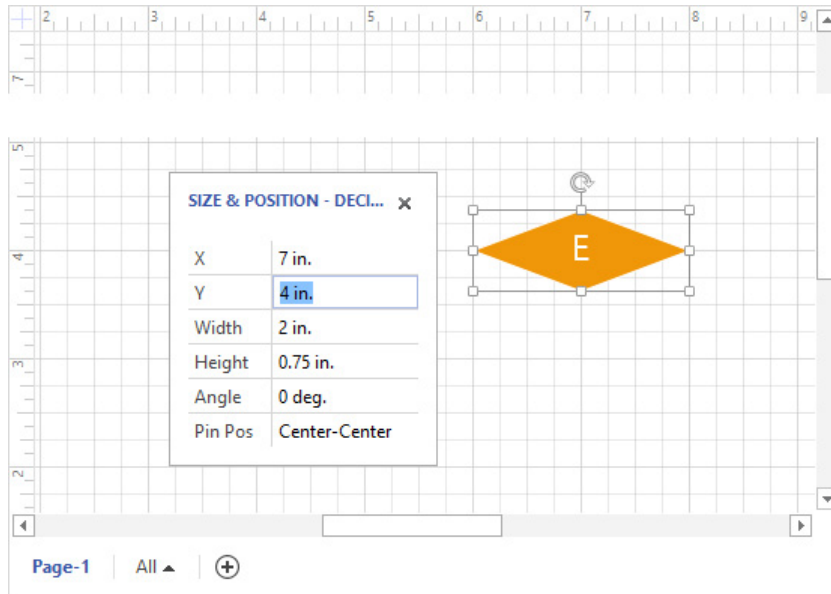 2 3 4 5 6 7 8 9
7
5
SIZE & POSITION - DECI...
E
X 7 in.
4
Y 4 in.
Width 2 in.
3
Height 0.75 in.
Angle 0 deg.
Pin Pos Center-Center
2
Page-1 All